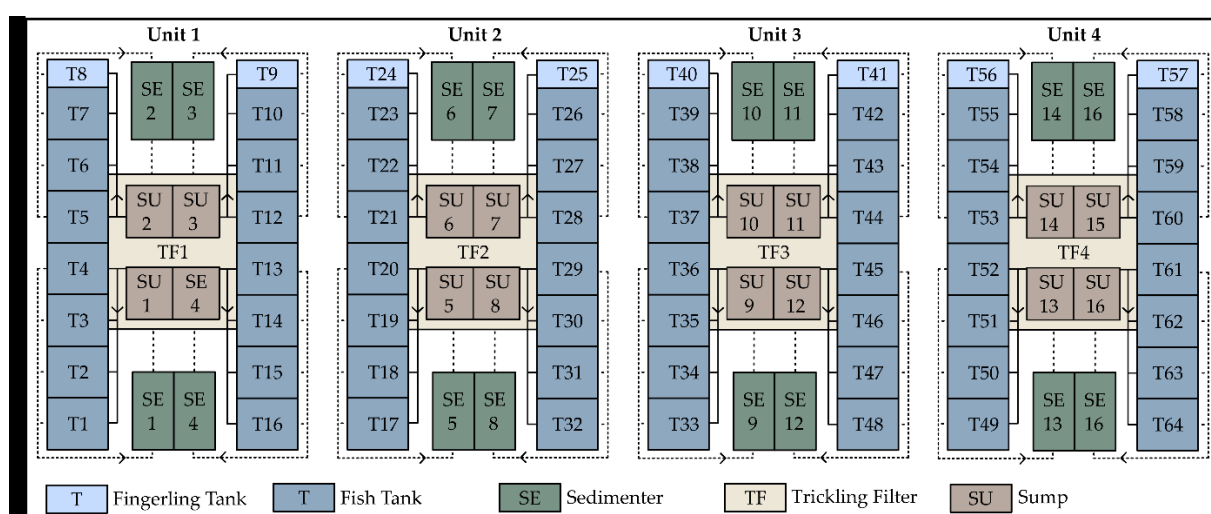 Unit 1
Unit 2
Unit 3
Unit 4
T8
SE 2
SE 3
T9
T24
SE 6
SE 7
T25
T40
SE 10
SE 11
T41
T56
SE 14
SE 16
T57
T7
T10
T23
T26
T39
T42
T55
T58
T6
T11
T22
T27
T38
T43
T54
T59
T5
SU 2
SU 3
T12
T21
SU 6
SU 7
T28
T37
SU 10
SU 11
T44
T53
SU 14
SU 15
T60
T4
TF1
T13
T20
TF2
T29
T36
TF3
T45
T52
TF4
T61
T3
SU 1
SE 4
T14
T19
SU 5
SU 8
T30
T35
SU 9
SU 12
T46
T51
SU 13
SU 16
T62
T2
T15
T18
T31
T34
T47
T50
T63
T1
SE 1
SE 4
T16
T17
SE 5
SE 8
T32
T33
SE 9
SE 12
T48
T49
SE 13
SE 16
T64
T Fingerling Tank
T Fish Tank
SE Sedimenter
TF Trickling Filter
SU Sump